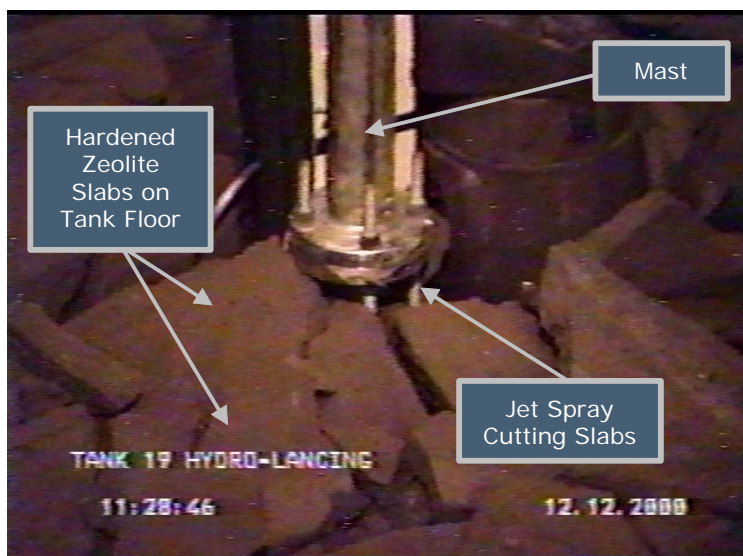 Mast
Hardened
Zeolite
Slabs on
Tank Floor
Jet Spray
Cutting Slabs
TANK 19 HYDRO-LANCING
11:28:46
12.12.2000